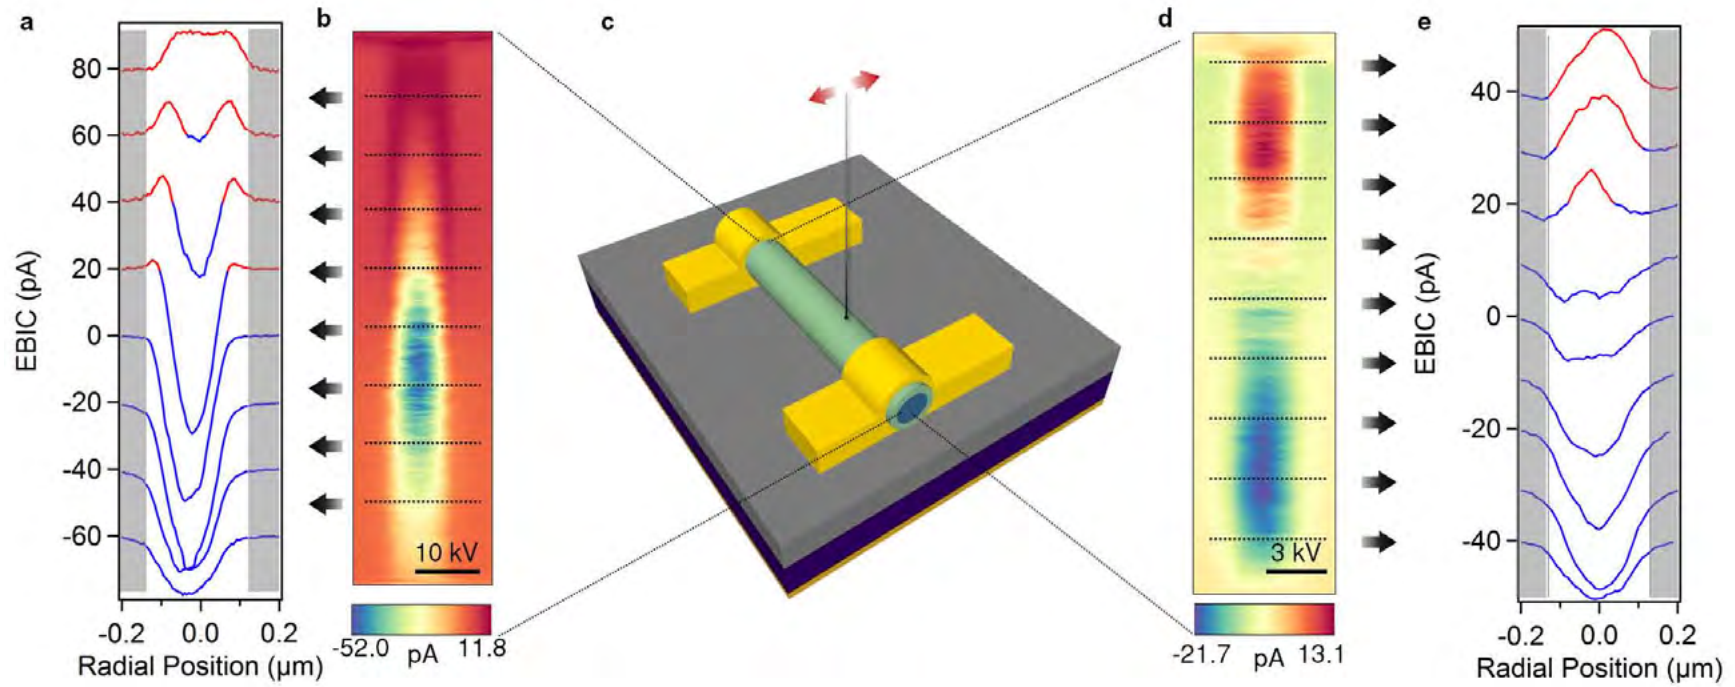 a
b
c
d
e
80
60
40
20
0
-20
-40
-60
EBIC (pA)
-0.2 0.0 0.2
Radial Position (µm)
10 kV
-52.0 pA 11.8
3 kV
-21.7 pA 13.1
40
20
0
-20
-40
EBIC (pA)
-0.2 0.0 0.2
Radial Position (µm)